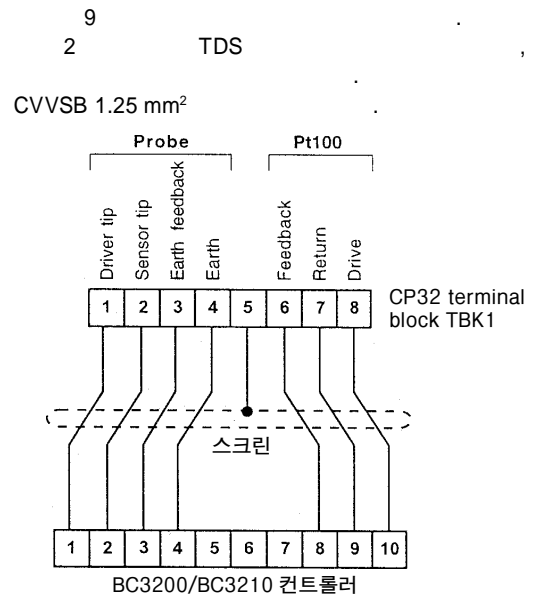 9 .
2 TDS ,
.
CVVSB 1.25 mm² .
Probe Pt100
Driver tip
Sensor tip
Earth feedback
Earth
Feedback
Return
Drive
1 2 3 4 5 6 7 8
CP32 terminal
block TBK1
스크린
1 2 3 4 5 6 7 8 9 10
BC3200/BC3210 컨트롤러